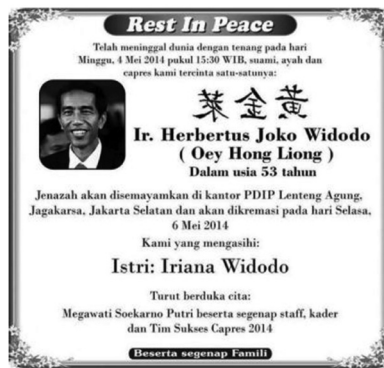 Rest In Peace
Telah meninggal dunia dengan tenang pada hari
Minggu, 4 Mei 2014 pukul 15:30 WIB, suami, ayah dan
capres kami tercinta satu-satunya:
葉金黃
Ir. Herbertus Joko Widodo
( Oey Hong Liong )
Dalam usia 53 tahun
Jenazah akan disemayamkan di kantor PDIP Lenteng Agung,
Jagakarsa, Jakarta Selatan dan akan dikremasi pada hari Selasa,
6 Mei 2014
Kami yang mengasihi:
Istri: Iriana Widodo
Turut berduka cita:
Megawati Soekarno Putri beserta segenap staff, kader
dan Tim Sukses Capres 2014
Beserta segenap Famili